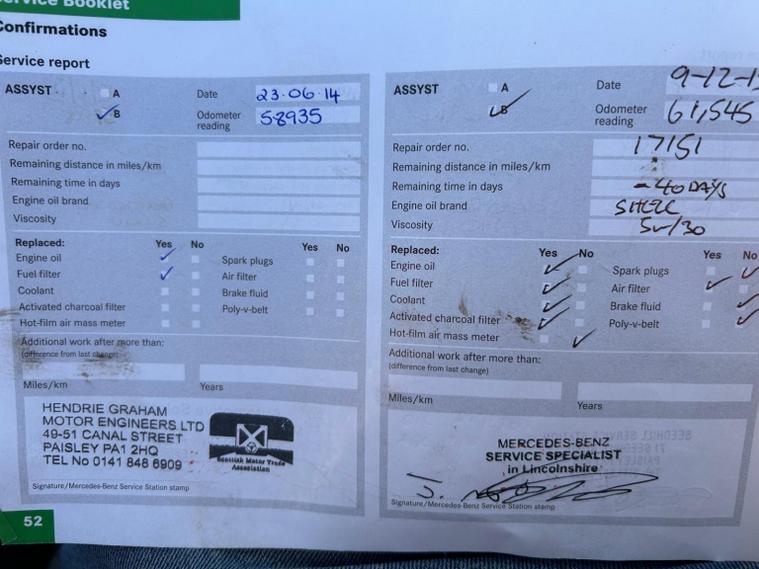 Service Booklet
Confirmations
Service report
ASSYST
A
B
Date 23.06.14
Odometer reading 58935
Repair order no.
Remaining distance in miles/km
Remaining time in days
Engine oil brand
Viscosity
Replaced: Yes No Yes No
Engine oil Spark plugs
Fuel filter Air filter
Coolant Brake fluid
Activated charcoal filter Poly-v-belt
Hot-film air mass meter
Additional work after more than:
(difference from last change)
Miles/km Years
HENDRIE GRAHAM
MOTOR ENGINEERS LTD
49-51 CANAL STREET
PAISLEY PA1 2HQ
TEL No 0141 848 6909
Scottish Motor Trade
Association
Signature/Mercedes-Benz Service Station stamp
52
ASSYST
A
B
Date 9-12-15
Odometer reading 61,545
Repair order no. 17151
Remaining distance in miles/km
Remaining time in days -40 DAYS
Engine oil brand
Viscosity 5w/30
Replaced: Yes No Yes No
Engine oil Spark plugs
Fuel filter Air filter
Coolant Brake fluid
Activated charcoal filter Poly-v-belt
Hot-film air mass meter
Additional work after more than:
(difference from last change)
Miles/km Years
MERCEDES-BENZ
SERVICE SPECIALIST
in Lincolnshire
Signature/Mercedes-Benz Service Station stamp